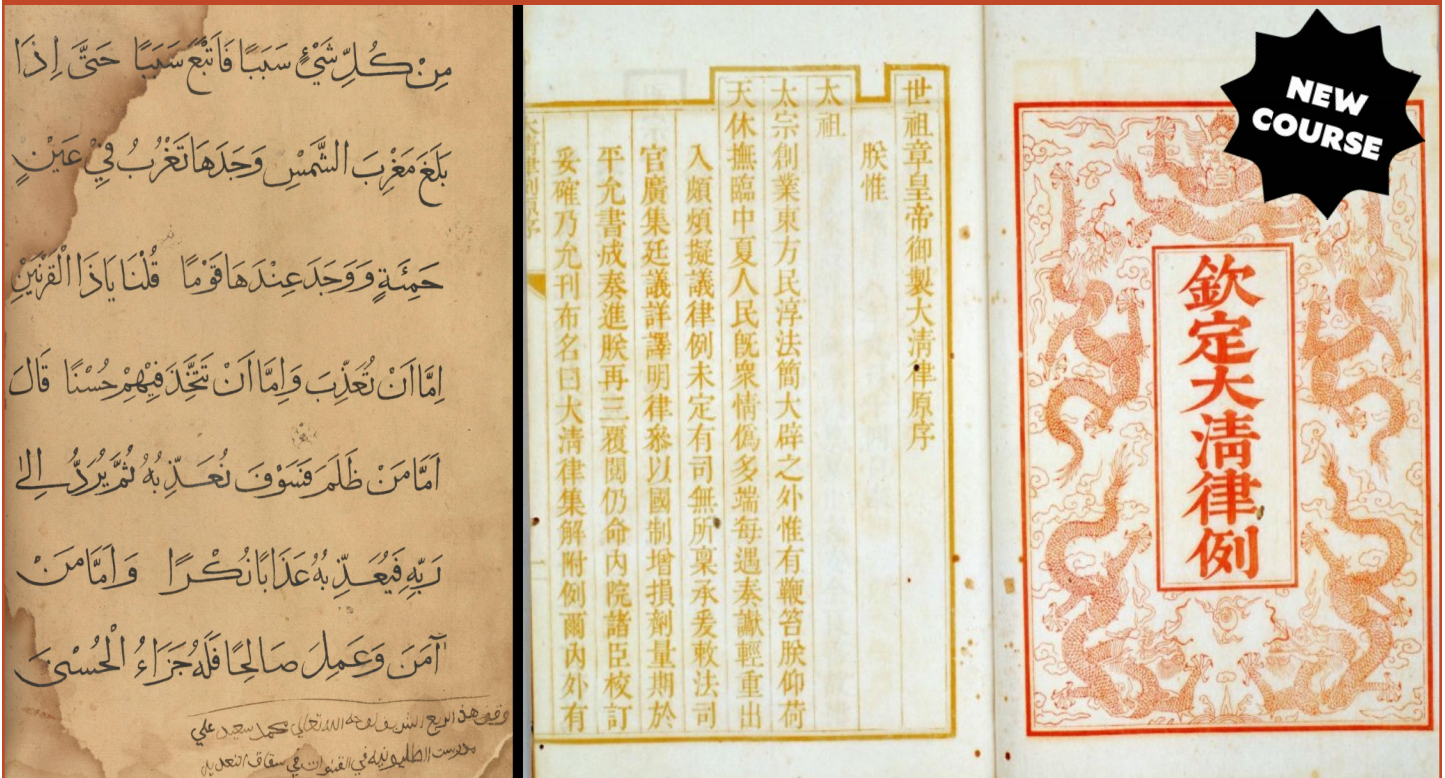 مِنْ كُلِّ شَيْءٍ سَبَبًا فَاَتْبَعَ سَبَبًا حَتَّى اِذَا
بَلَغَ مَغْرِبَ الشَّمْسِ وَجَدَهَا تَغْرُبُ فِيْ عَيْنٍ
حَمِئَةٍ وَوَجَدَ عِنْدَهَا قَوْمًا قُلْنَا يَاذَا الْقَرْنَيْنِ
اِمَّا اَنْ تُعَذِّبَ وَاِمَّا اَنْ تَتَّخِذَ فِيْهِمْ حُسْنًا قَالَ
اَمَّا مَنْ ظَلَمَ فَسَوْفَ نُعَذِّبُهُ ثُمَّ يُرَدُّ اِلٰى
رَبِّهِ فَيُعَذِّبُهُ عَذَابًا نُكْرًا وَاَمَّا مَنْ
آمَنَ وَعَمِلَ صَالِحًا فَلَهُ جَزَاءُ الْحُسْنَى
وقف هذا الربع الشريف لوجه الله تعالى محمد سعيد علي
NEW
COURSE
欽定大清律例
世祖章皇帝御製大清律原序
朕惟
太祖
太宗創業東方民淳法簡大辟之外惟有鞭笞朕仰荷
天休撫臨中夏人民既衆情僞多端每遇奏讞輕重出
入頗煩擬議律例未定有司無所稟承爰敕法司
官廣集廷議詳譯明律參以國制增損劑量期於
平允書成奏進朕再三覆閱仍命內院諸臣校訂
妥確乃允刊布名曰大清律集解附例爾內外有